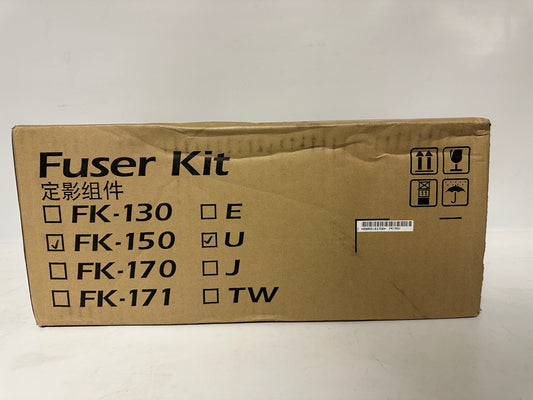 Fuser Kit
定影组件
FK-130 E
FK-150 U
FK-170 J
FK-171 TW